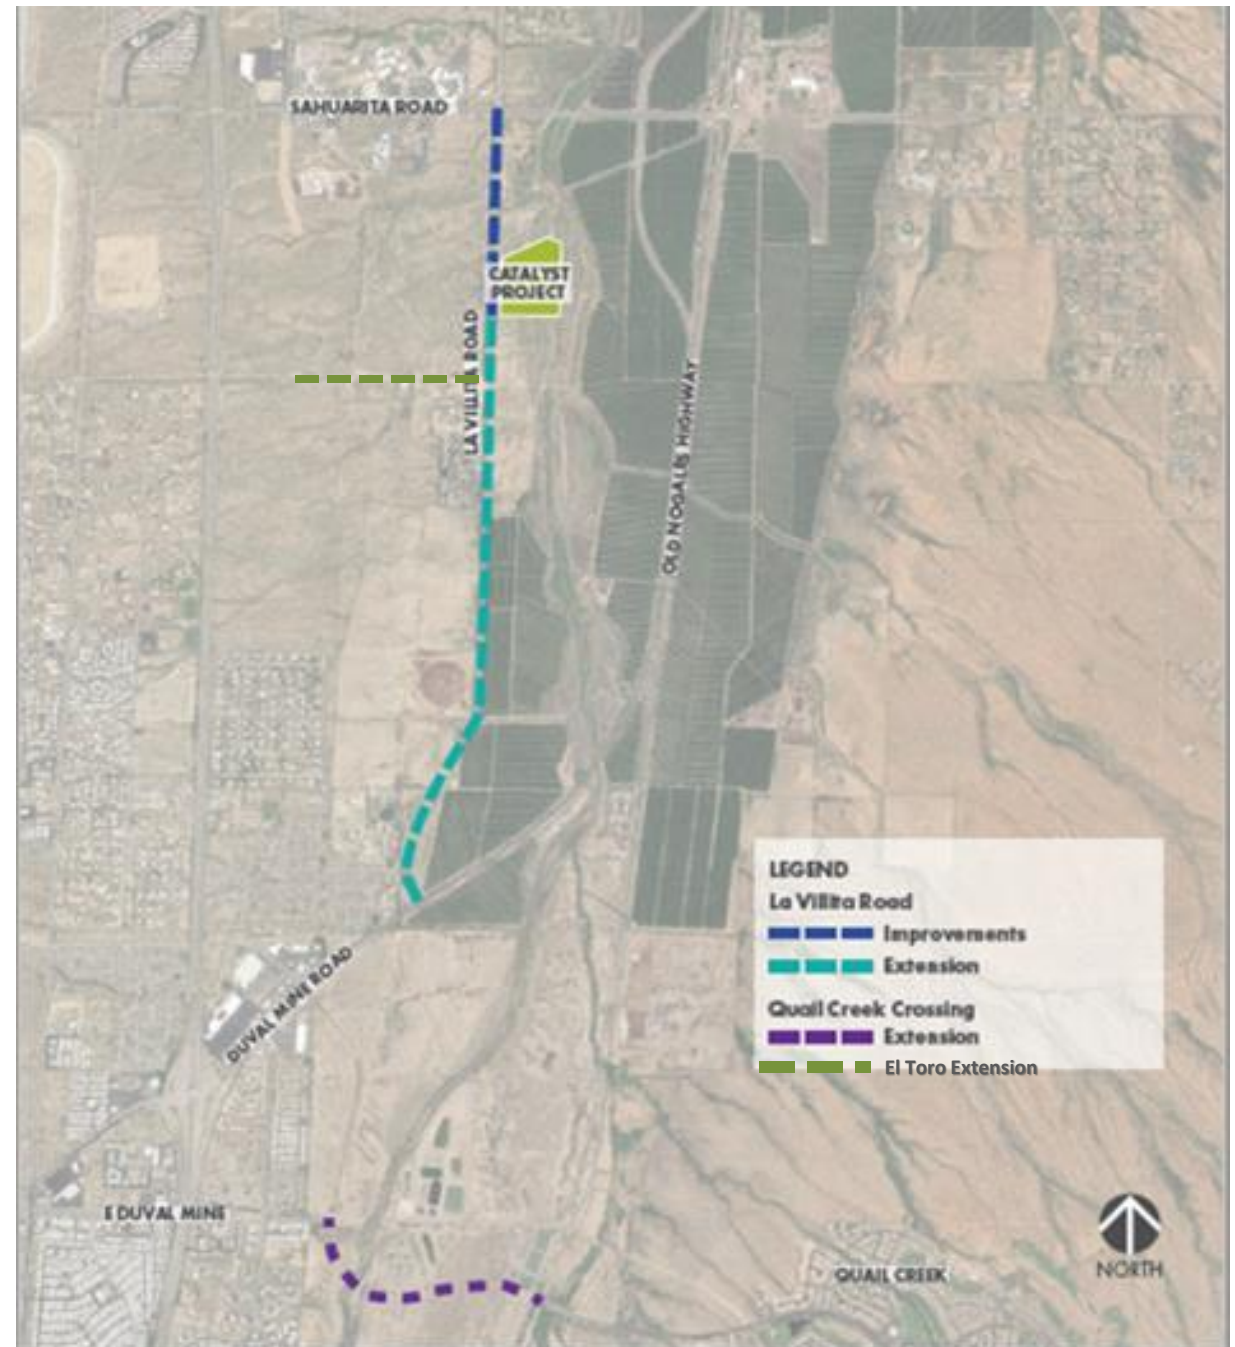 SAHUARITA ROAD
CATALYST
PROJECT
LA VILLITA ROAD
OLD NOGALES HIGHWAY
LEGEND
La Villita Road
Improvements
Extension
Quail Creek Crossing
Extension
El Toro Extension
DUVAL MINE ROAD
E DUVAL MINE
QUAIL CREEK
NORTH